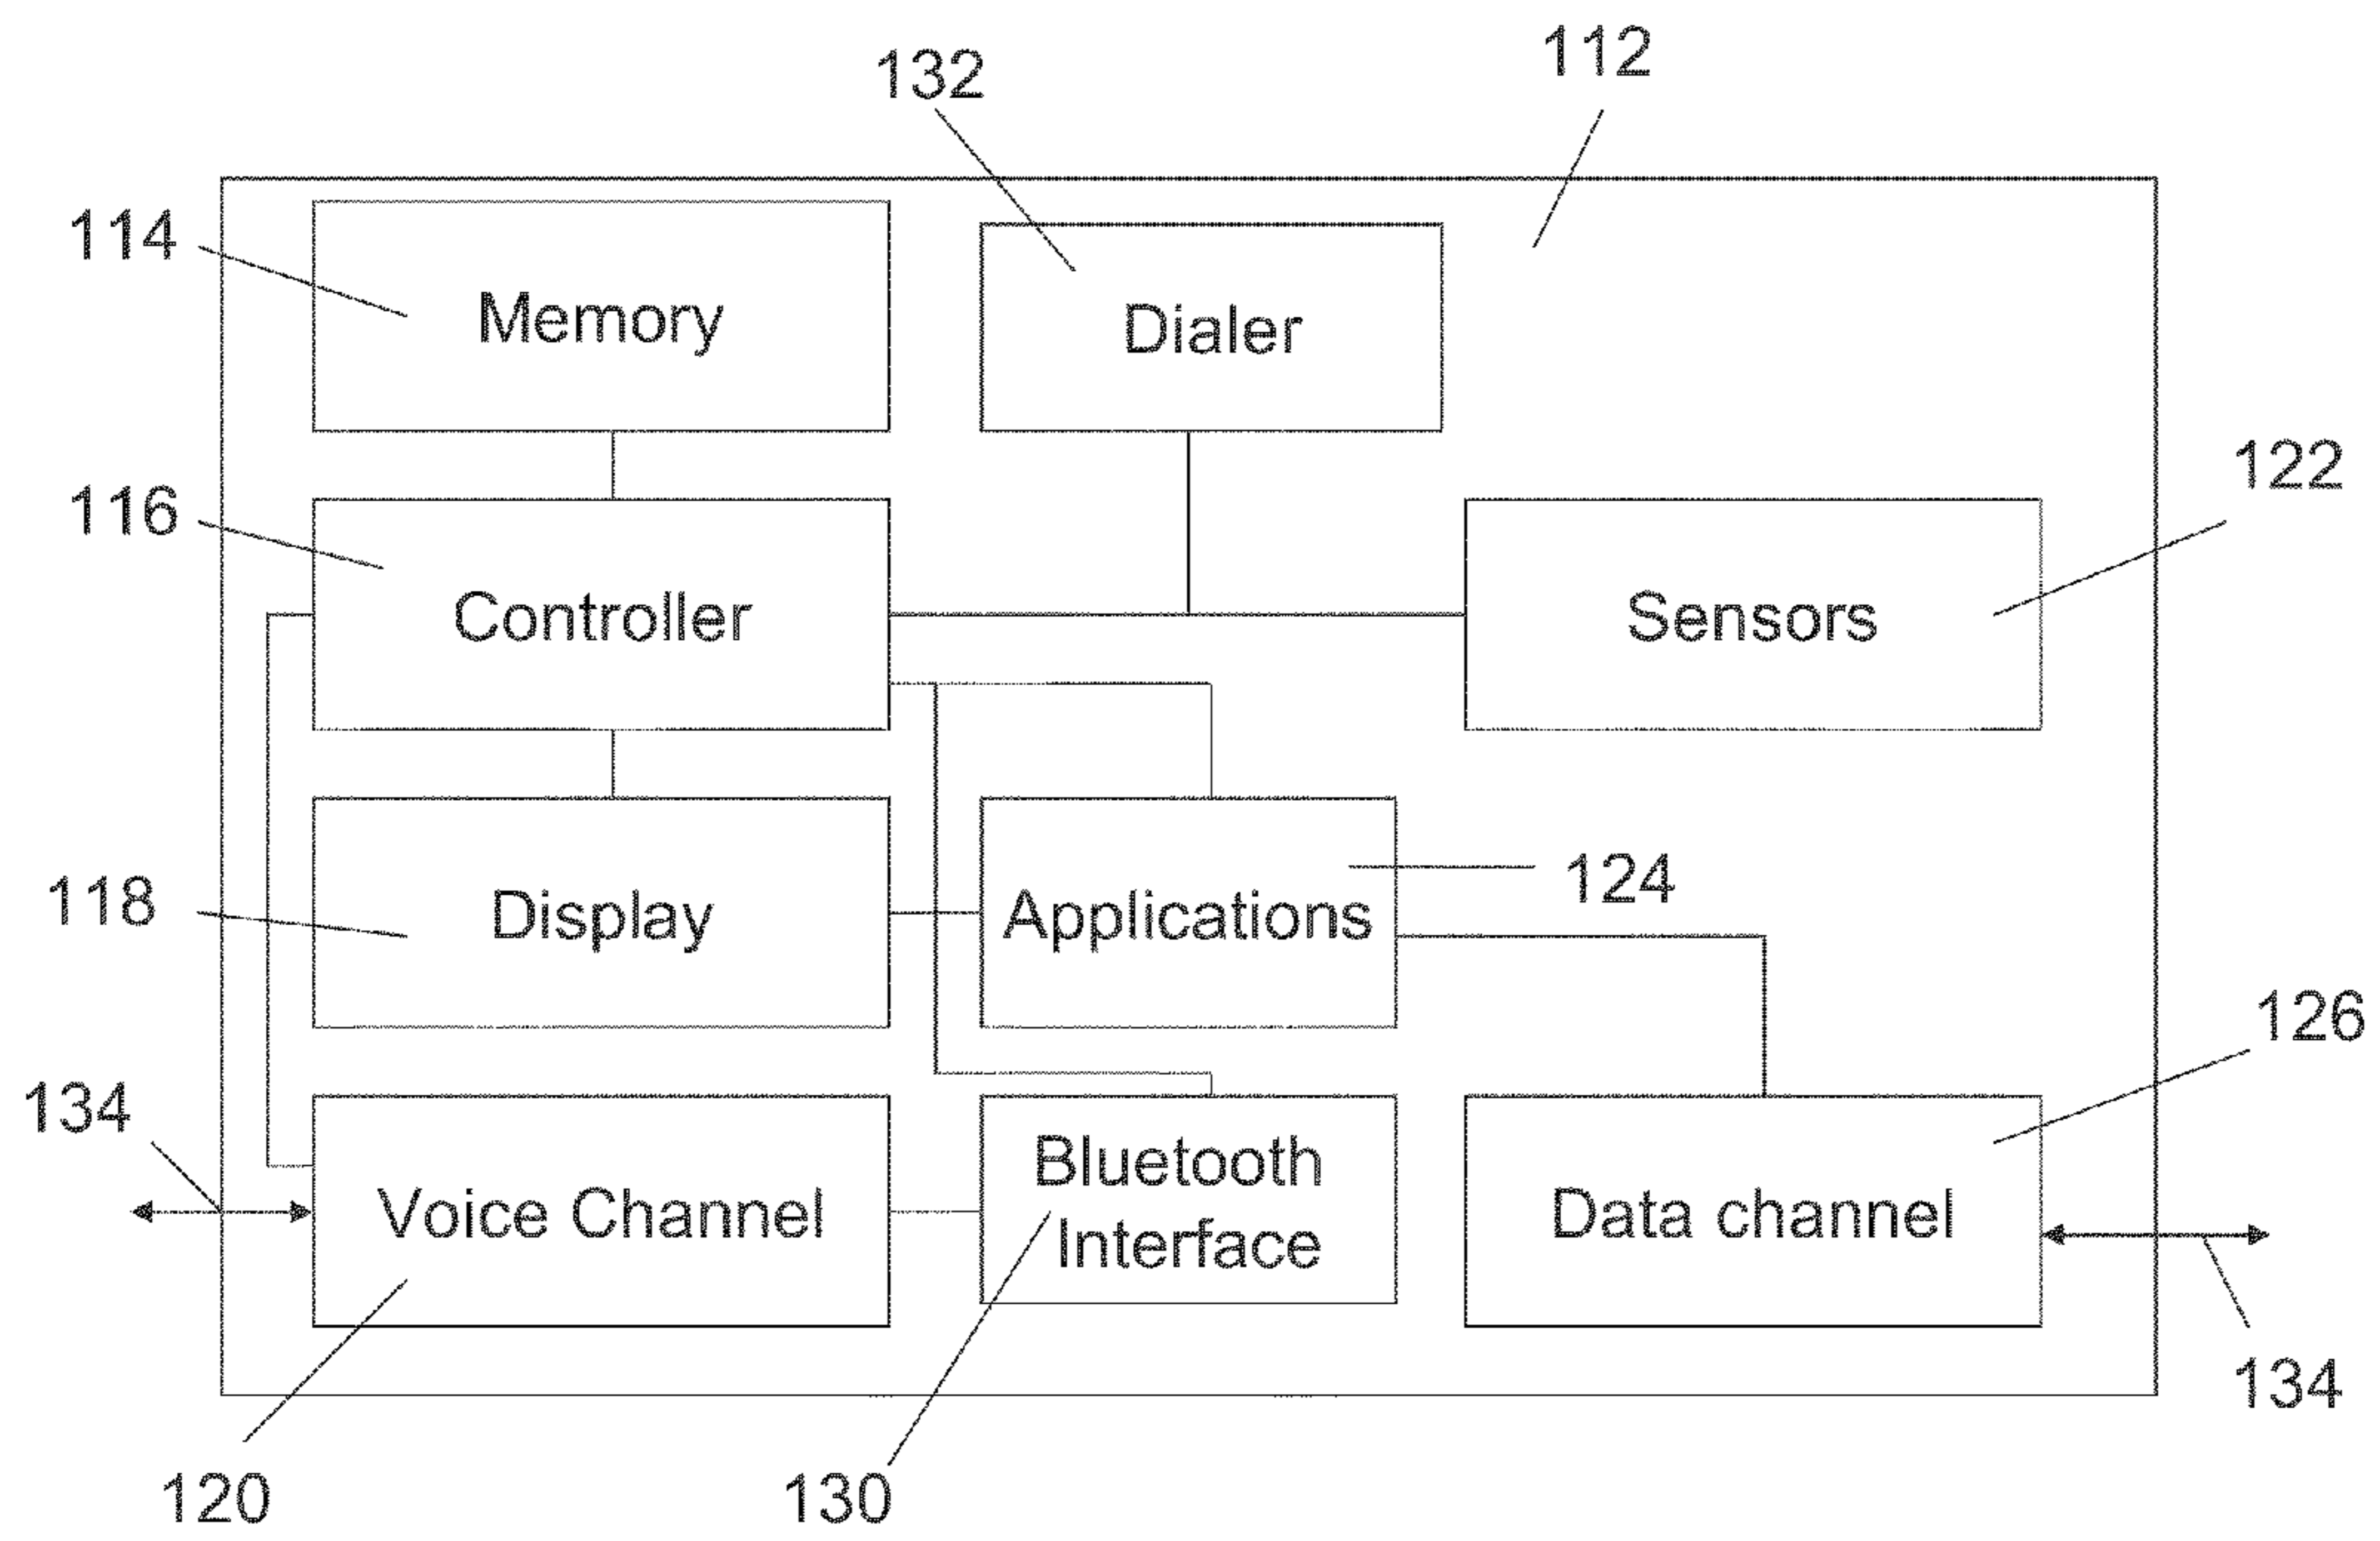 132
112
114
Memory
Dialer
122
116
Controller
Sensors
118
Display
Applications
124
126
134
Voice Channel
Bluetooth
Interface
Data channel
134
120
130